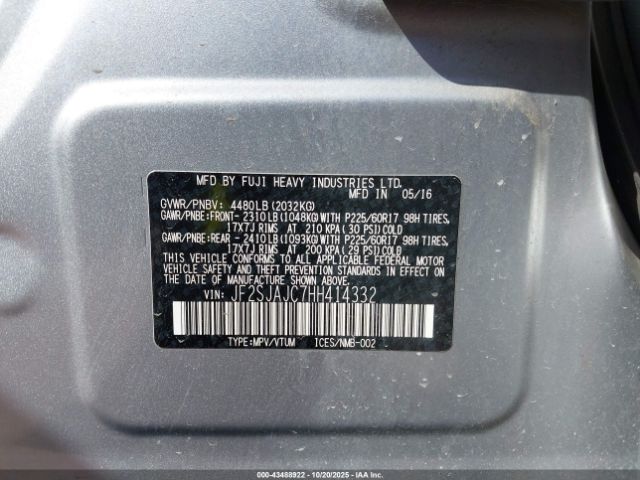 MFD BY FUJI HEAVY INDUSTRIES LTD.
MFD IN 05/16
GVWR/PNBV: 4480LB(2032KG)
GAWR/PNBE:FRONT- 2310LB(1048KG)WITH P225/60R17 98H TIRES,
17X7J RIMS AT 210 KPA(30 PSI)COLD
GAWR/PNBE:REAR - 2410LB(1093KG)WITH P225/60R17 98H TIRES,
17X7J RIMS AT 200 KPA(29 PSI)COLD
THIS VEHICLE CONFORMS TO ALL APPLICABLE FEDERAL MOTOR
VEHICLE SAFETY AND THEFT PREVENTION STANDARDS IN EFFECT
ON THE DATE OF MANUFACTURE SHOWN ABOVE.
VIN: JF2SJAJC7HH414332
TYPE:MPV/VTUM ICES/NMB-002
000-43488922 - 10/20/2025 - IAAI.COM